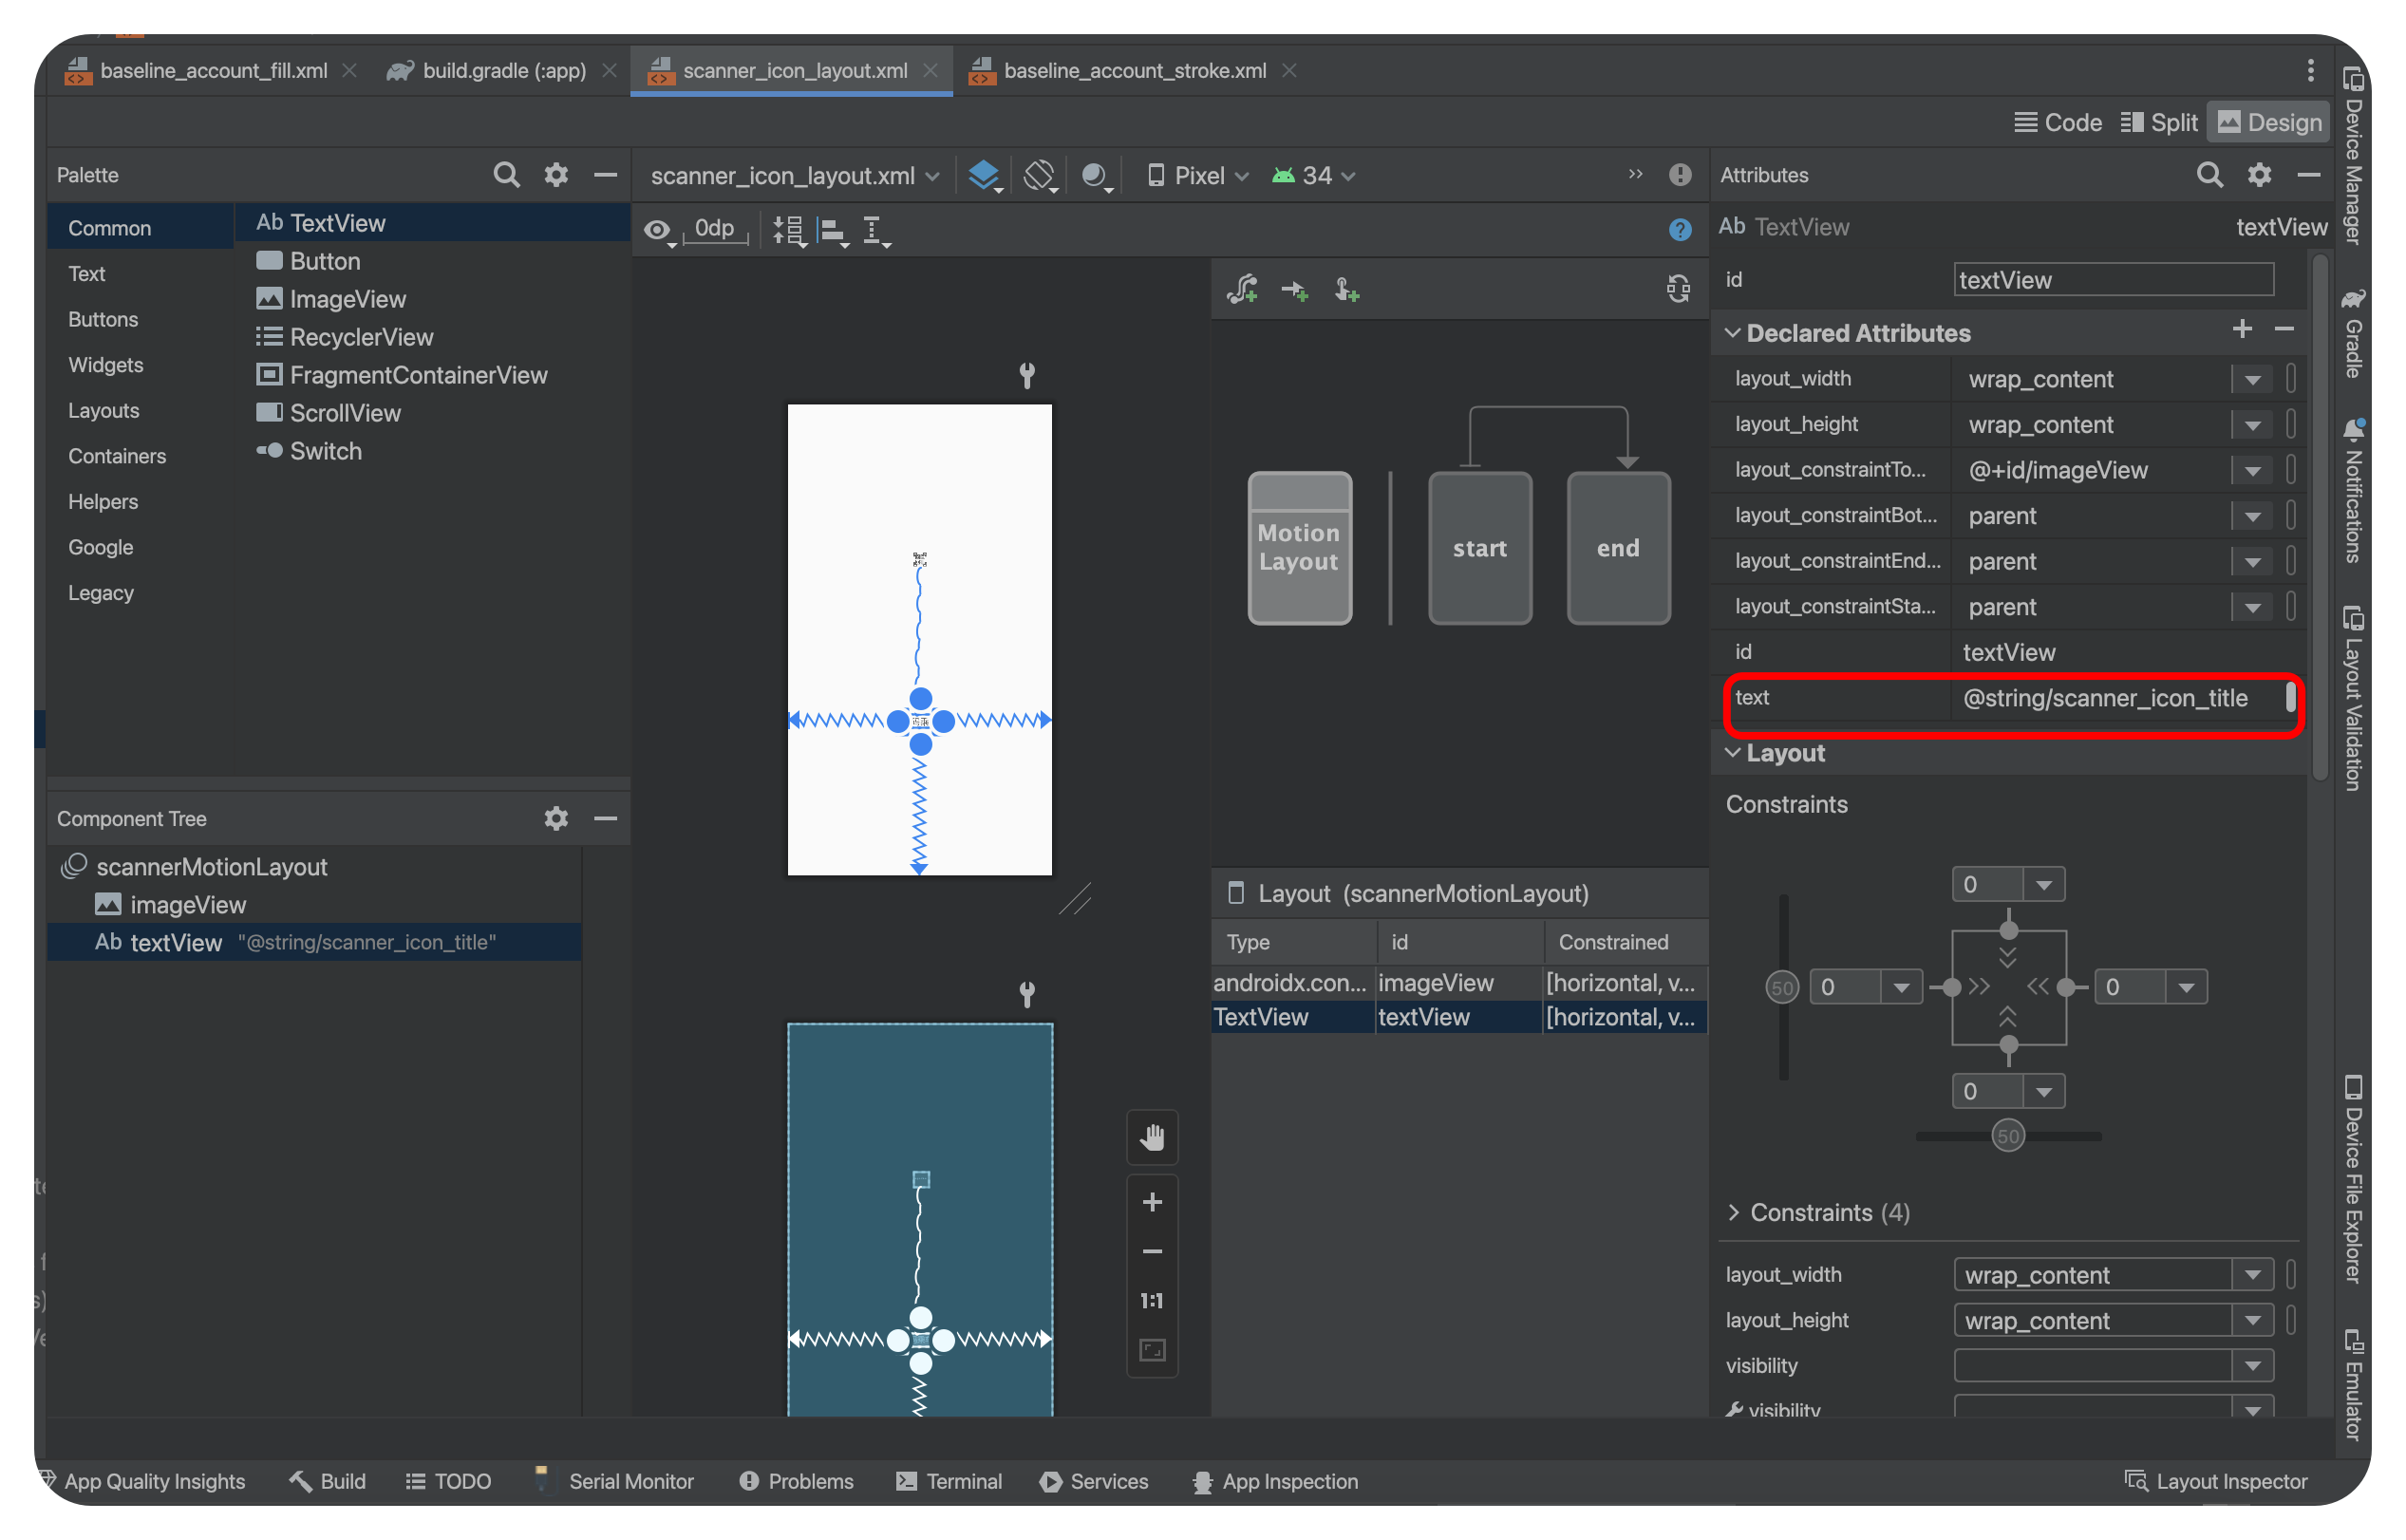 baseline_account_fill.xml
build.gradle (:app)
scanner_icon_layout.xml
baseline_account_stroke.xml
Code
Split
Design
Palette
scanner_icon_layout.xml
Pixel
34
Attributes
Common
Text
Buttons
Widgets
Layouts
Containers
Helpers
Google
Legacy
Ab TextView
Button
ImageView
RecyclerView
FragmentContainerView
ScrollView
Switch
0dp
?
Motion
Layout
start
end
Ab TextView
textView
id
textView
Declared Attributes
layout_width
wrap_content
layout_height
wrap_content
layout_constraintTo...
@+id/imageView
layout_constraintBot...
parent
layout_constraintEnd...
parent
layout_constraintSta...
parent
id
textView
text
@string/scanner_icon_title
Layout
Constraints
0
50
0
0
0
50
Constraints (4)
layout_width
wrap_content
layout_height
wrap_content
visibility
visibility
Component Tree
scannerMotionLayout
imageView
Ab textView "@string/scanner_icon_title"
Layout (scannerMotionLayout)
Type
id
Constrained
androidx.con...
imageView
[horizontal, v...
TextView
textView
[horizontal, v...
1:1
Device Manager
Gradle
Notifications
Layout Validation
Device File Explorer
Emulator
App Quality Insights
Build
TODO
Serial Monitor
Problems
Terminal
Services
App Inspection
Layout Inspector